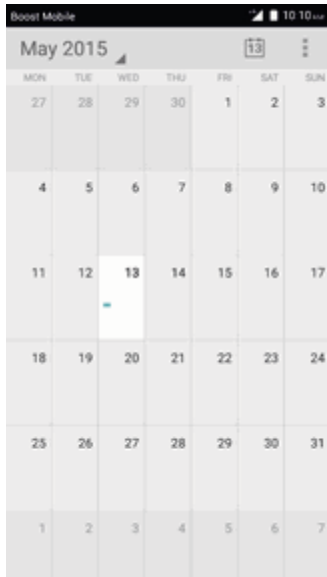 Boost Mobile 10:10 AM
May 2015 13
MON TUE WED THU FRI SAT SUN
27 28 29 30 1 2 3
4 5 6 7 8 9 10
11 12 13 14 15 16 17
18 19 20 21 22 23 24
25 26 27 28 29 30 31
1 2 3 4 5 6 7